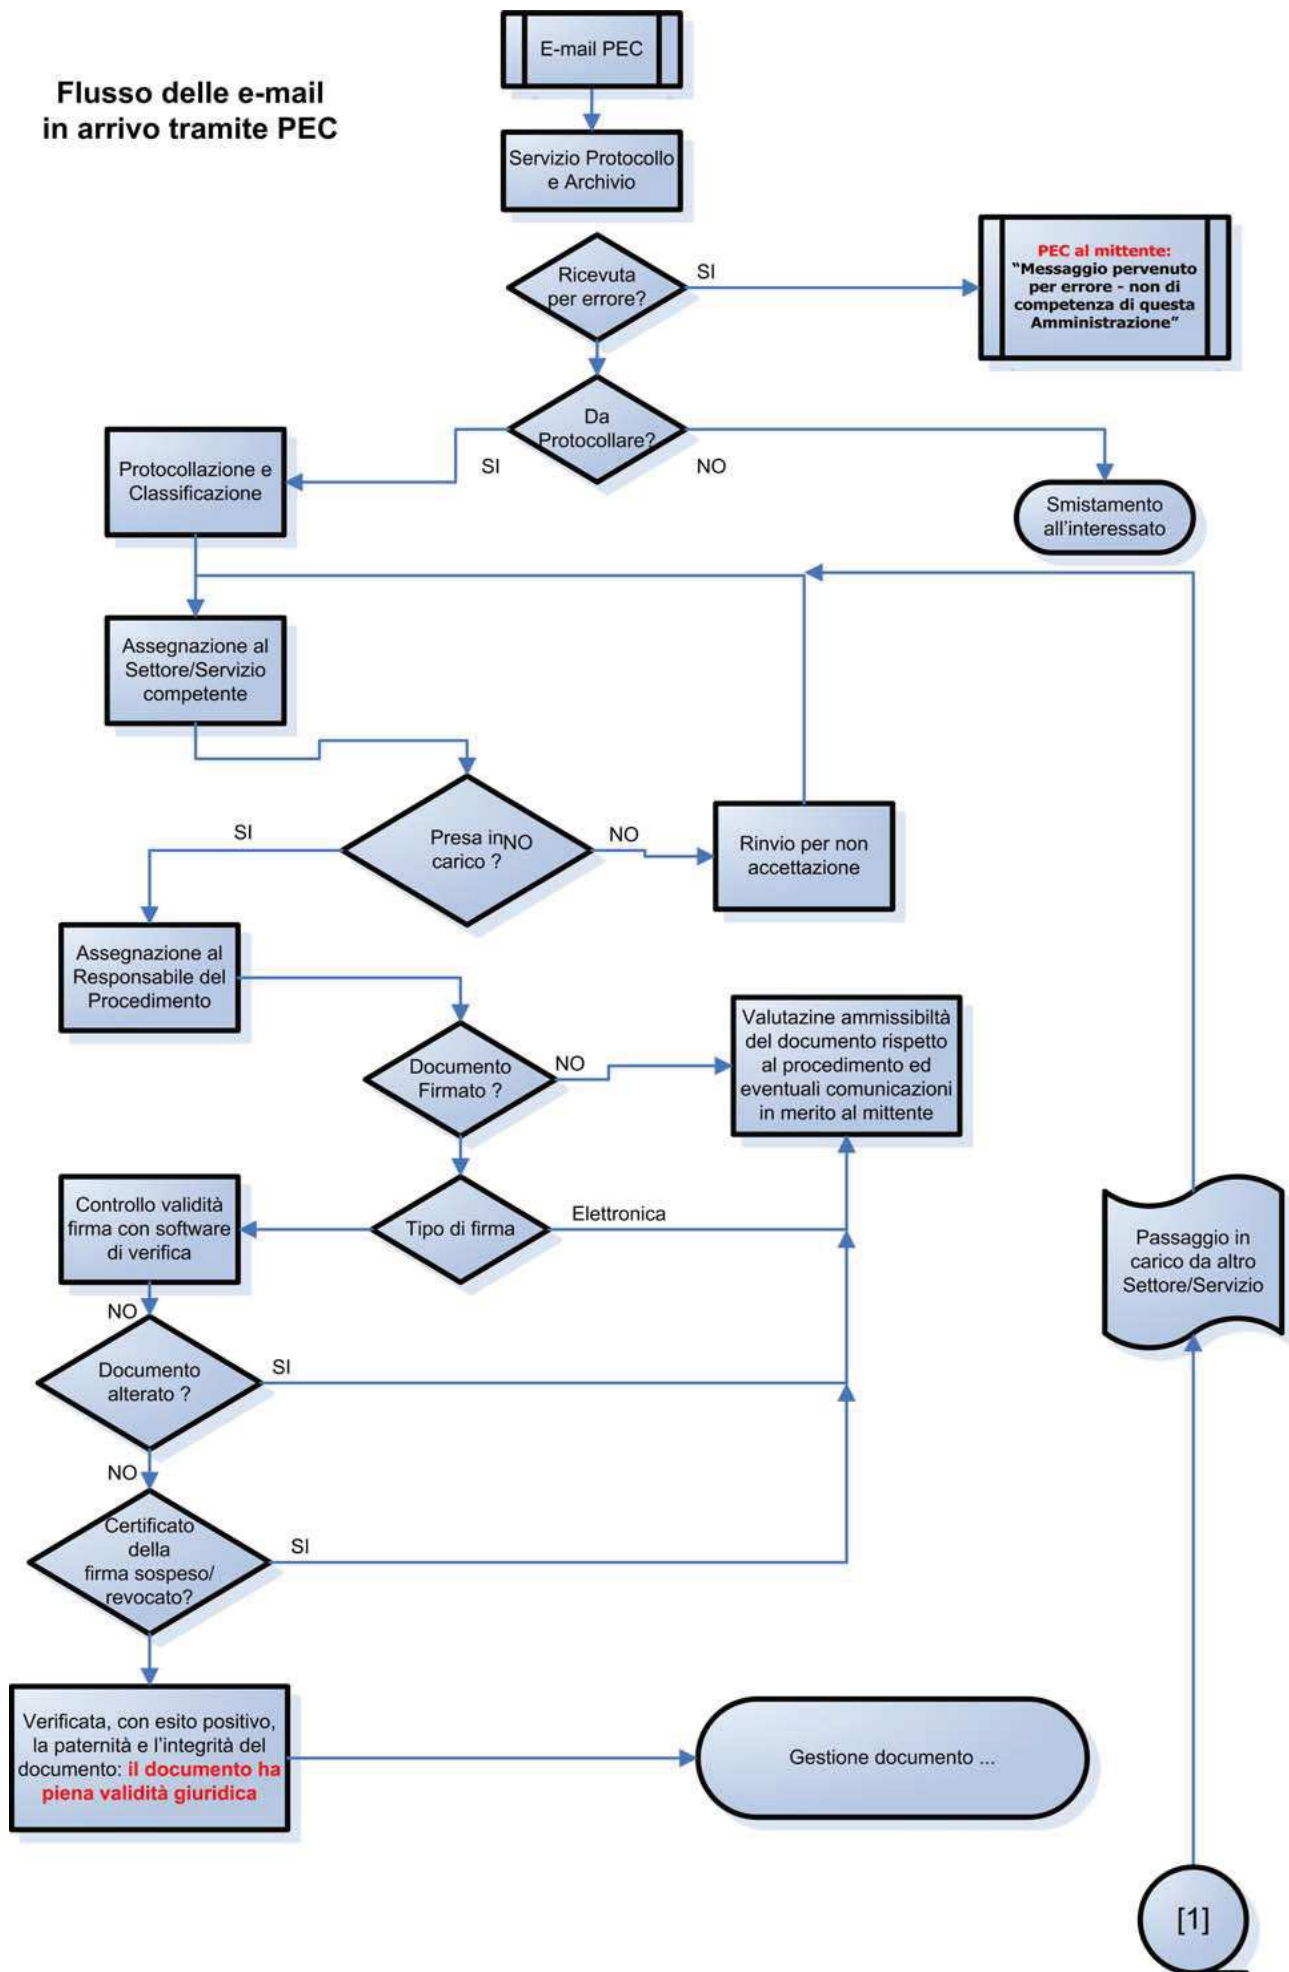 E-mail PEC
Flusso delle e-mail
in arrivo tramite PEC
Servizio Protocollo
e Archivio
PEC al mittente:
“Messaggio pervenuto
per errore - non di
competenza di questa
Amministrazione”
Ricevuta
per errore?
SI
Da
Protocollare?
SI
NO
Protocollazione e
Classificazione
Smistamento
all'interessato
Assegnazione al
Settore/Servizio
competente
SI
Presa in NO
carico ?
NO
Rinvio per non
accettazione
Assegnazione al
Responsabile del
Procedimento
Documento
Firmato ?
NO
Valutazine ammissibiltà
del documento rispetto
al procedimento ed
eventuali comunicazioni
in merito al mittente
Controllo validità
firma con software
di verifica
Tipo di firma
Elettronica
Passaggio in
carico da altro
Settore/Servizio
NO
Documento
alterato ?
SI
NO
Certificato
della
firma sospeso/
revocato?
SI
Verificata, con esito positivo,
la paternità e l'integrità del
documento: il documento ha
piena validità giuridica
Gestione documento ...
[1]